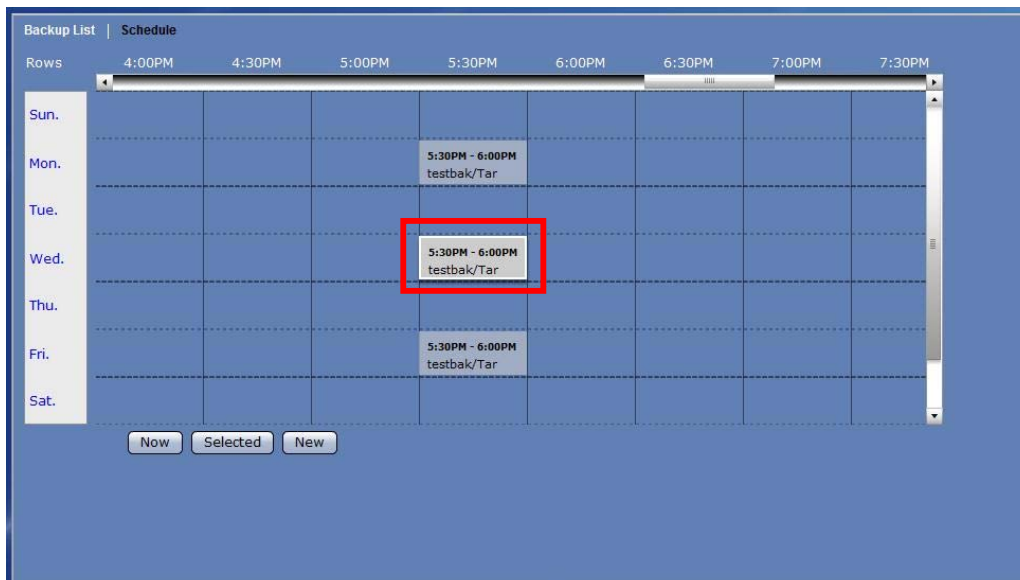 Backup List | Schedule
Rows 4:00PM 4:30PM 5:00PM 5:30PM 6:00PM 6:30PM 7:00PM 7:30PM
Sun.
Mon.
5:30PM - 6:00PM
testbak/Tar
Tue.
Wed.
5:30PM - 6:00PM
testbak/Tar
Thu.
Fri.
5:30PM - 6:00PM
testbak/Tar
Sat.
Now Selected New